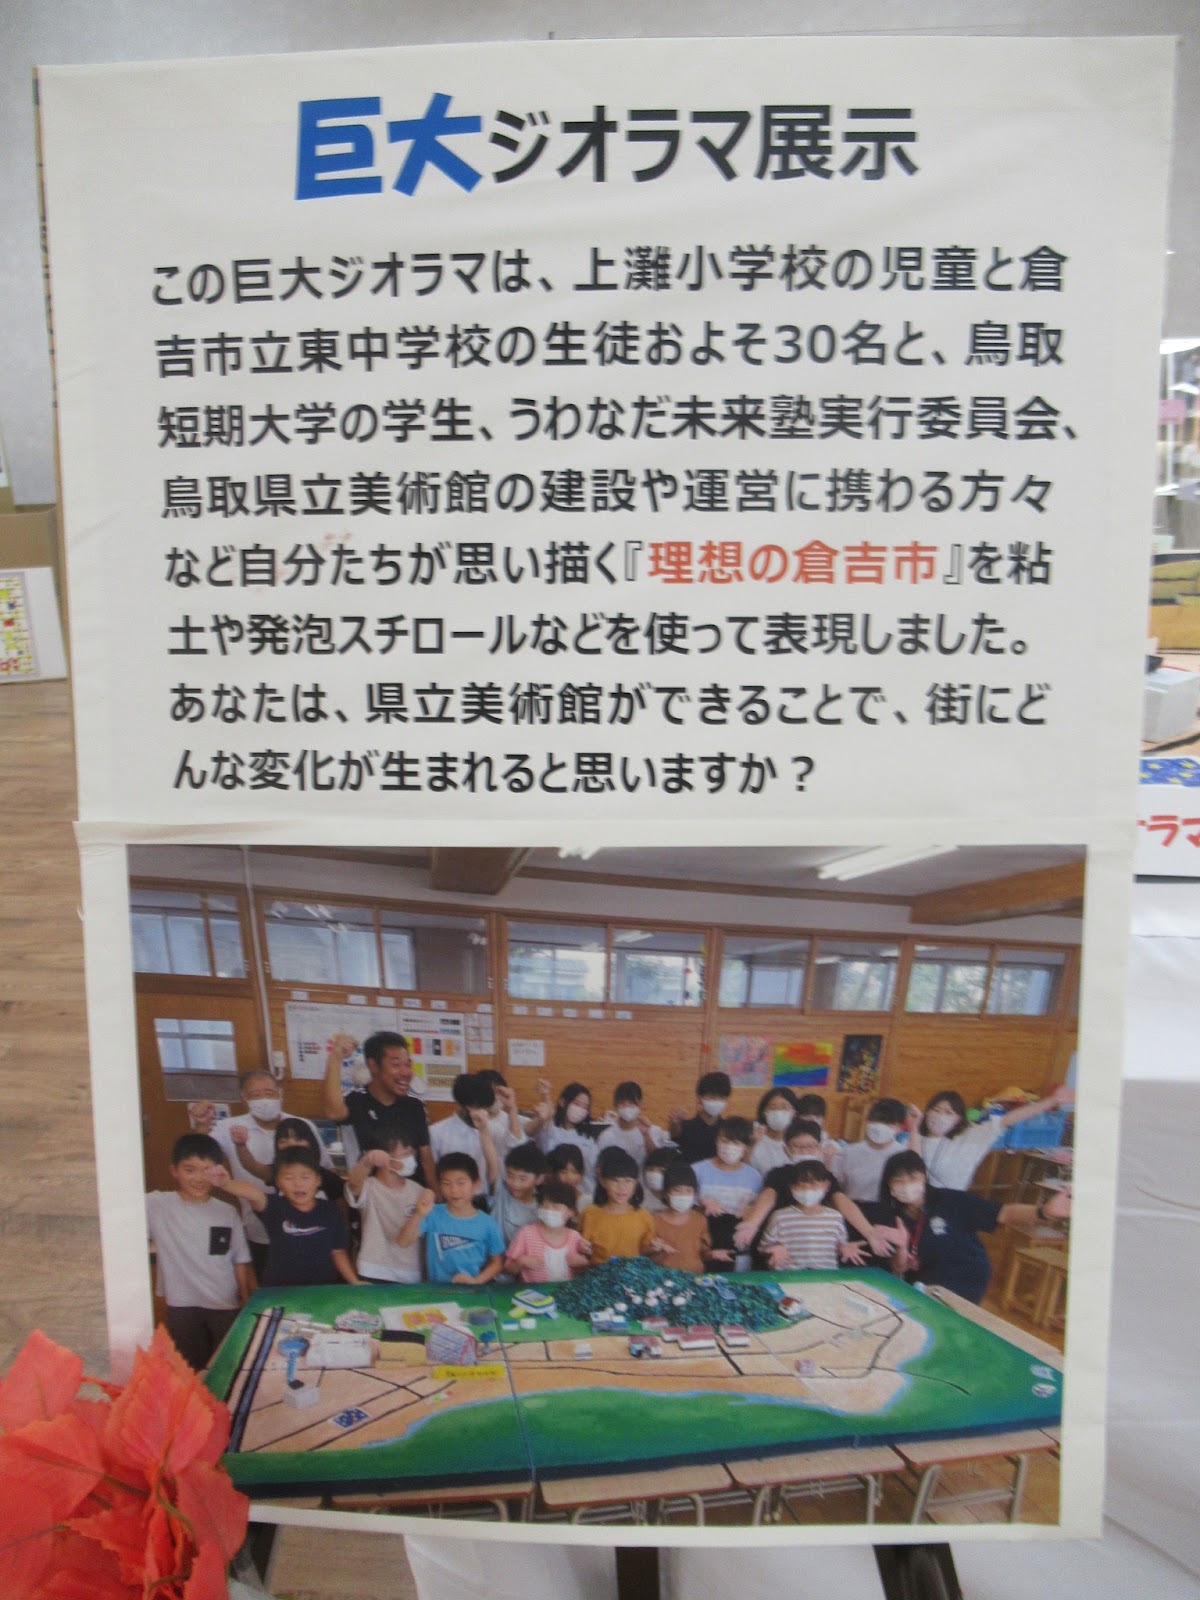 巨大ジオラマ展示
この巨大ジオラマは、上灘小学校の児童と倉
吉市立東中学校の生徒およそ30名と、鳥取
短期大学の学生、うわなだ未来塾実行委員会、
鳥取県立美術館の建設や運営に携わる方々
など自分たちが思い描く『理想の倉吉市』を粘
土や発泡スチロールなどを使って表現しました。
あなたは、県立美術館ができることで、街にど
んな変化が生まれると思いますか？
ラマ